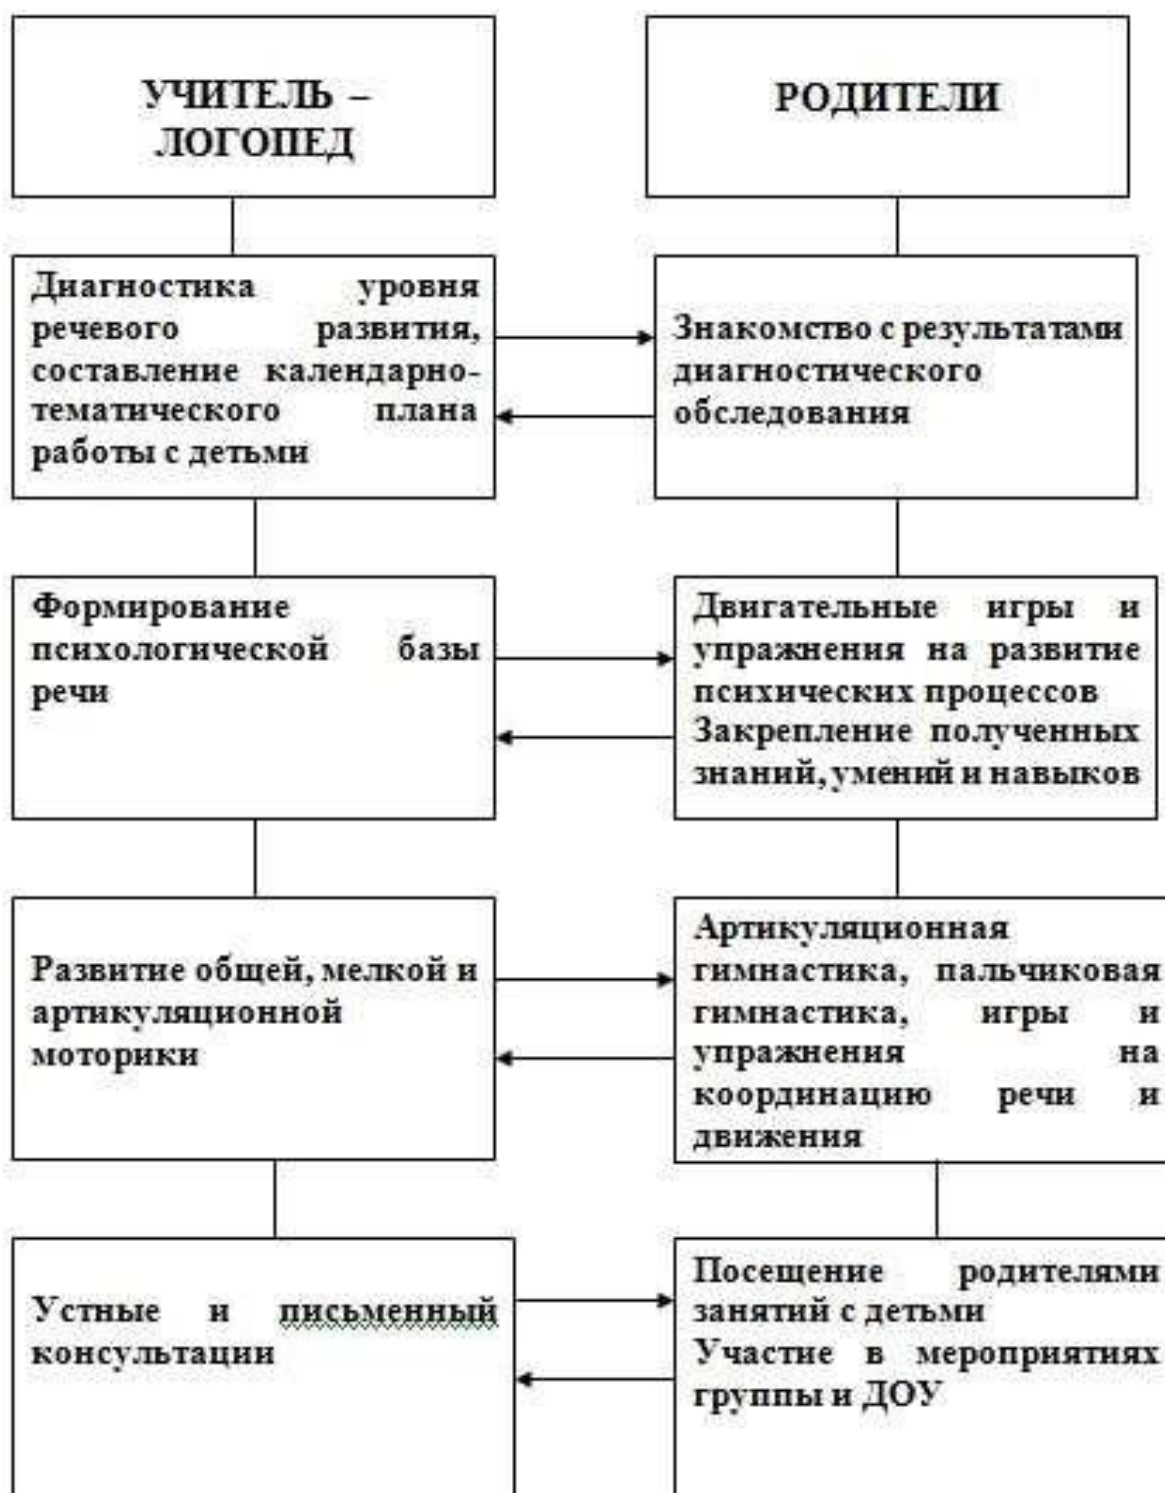 УЧИТЕЛЬ –
ЛОГОПЕД
РОДИТЕЛИ
Диагностика уровня
речевого развития,
составление календарно-
тематического плана
работы с детьми
Знакомство с результатами
диагностического
обследования
Формирование
психологической базы
речи
Двигательные игры и
упражнения на развитие
психических процессов
Закрепление полученных
знаний, умений и навыков
Развитие общей, мелкой и
артикуляционной
моторики
Артикуляционная
гимнастика, пальчиковая
гимнастика, игры и
упражнения на
координацию речи и
движения
Устные и письменный
консультации
Посещение родителями
занятий с детьми
Участие в мероприятиях
группы и ДОУ